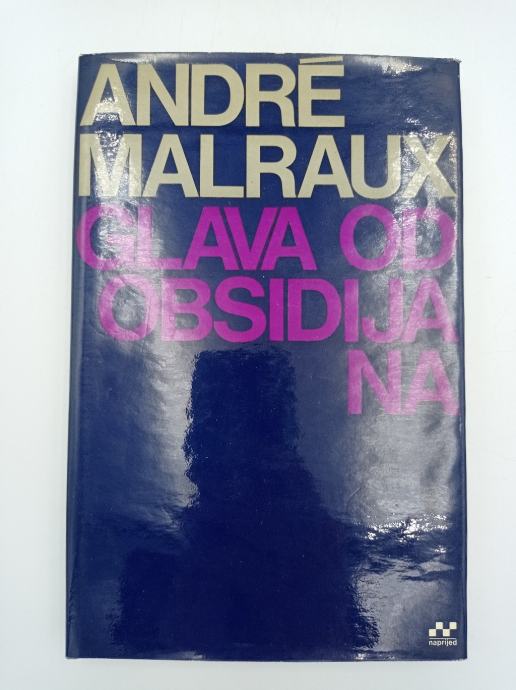 ANDRÉ
MALRAUX
GLAVA OD
OBSIDIJA
NA
naprijed